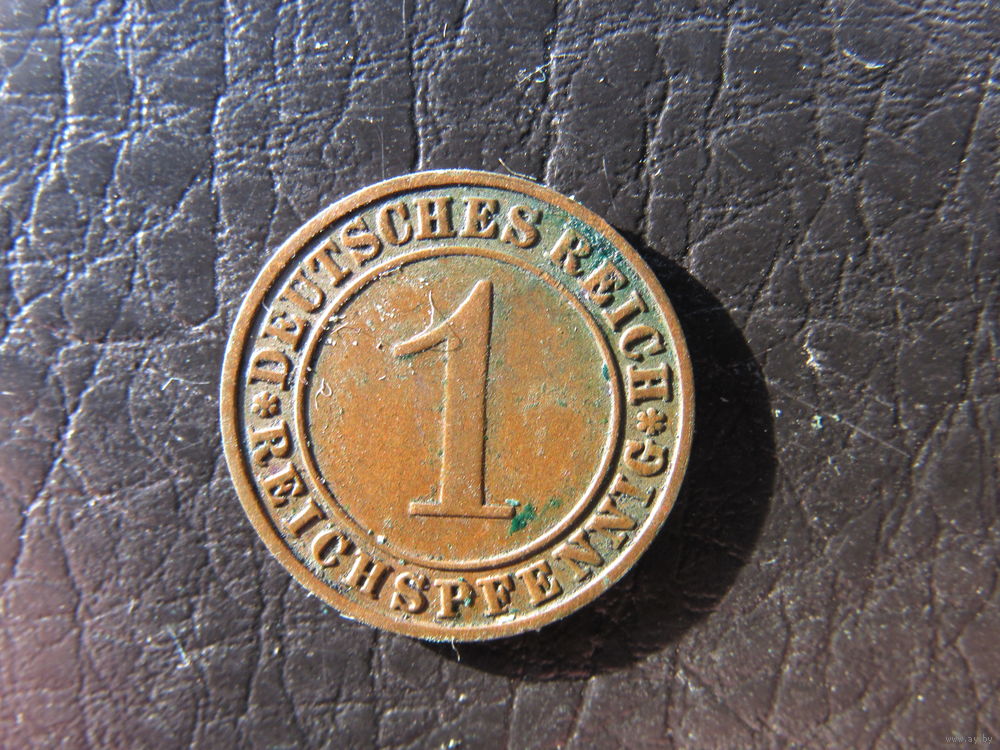 DEUTSCHES REICH
1
* REICHSPFENNIG *
www.ay.by